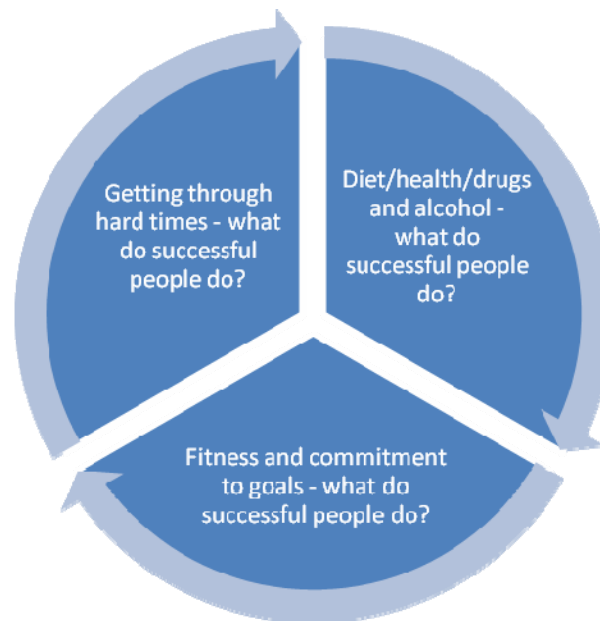 Getting through
hard times - what
do successful
people do?
Diet/health/drugs
and alcohol -
what do
successful people
do?
Fitness and commitment
to goals - what do
successful people do?